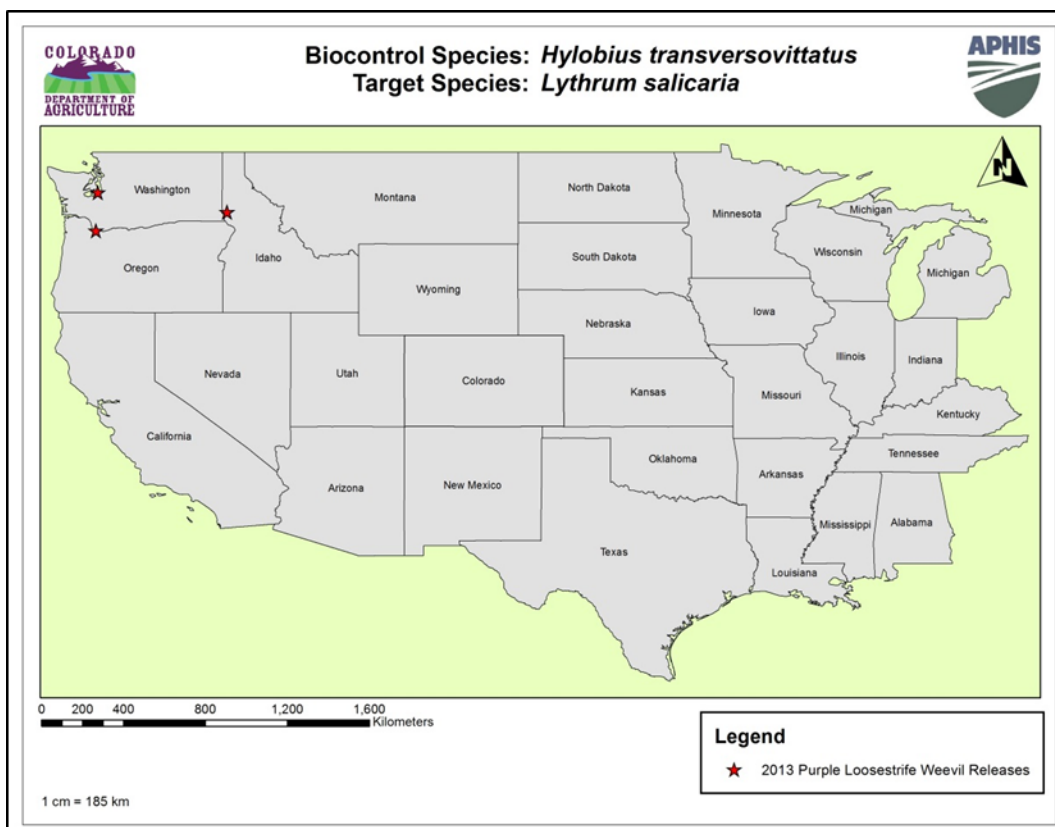 COLORADO
DEPARTMENT OF
AGRICULTURE
Biocontrol Species: Hylobius transversovittatus
Target Species: Lythrum salicaria
APHIS
N
Washington
Montana
North Dakota
Minnesota
Michigan
Oregon
Idaho
South Dakota
Wisconsin
Michigan
Wyoming
Nebraska
Iowa
Illinois
Indiana
Nevada
Utah
Colorado
Kansas
Missouri
Kentucky
California
Arizona
New Mexico
Oklahoma
Arkansas
Tennessee
Texas
Mississippi
Alabama
Louisiana
0 200 400 800 1,200 1,600
Kilometers
Legend
2013 Purple Loosestrife Weevil Releases
1 cm = 185 km